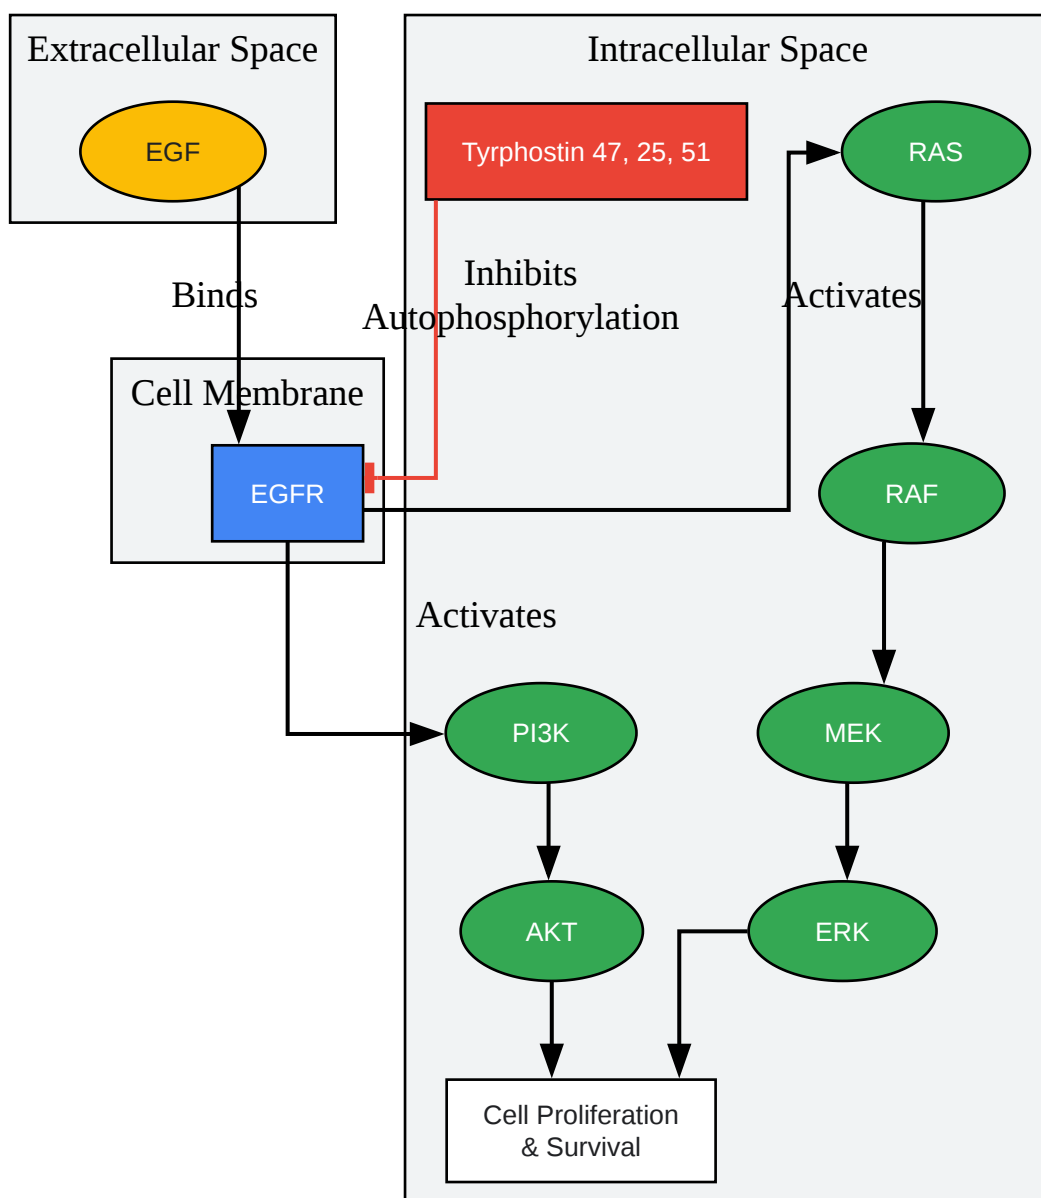 Extracellular Space
Intracellular Space
EGF
Tyrphostin 47, 25, 51
RAS
Binds
Inhibits
Autophosphorylation
Activates
Cell Membrane
EGFR
RAF
Activates
PI3K
MEK
AKT
ERK
Cell Proliferation
& Survival